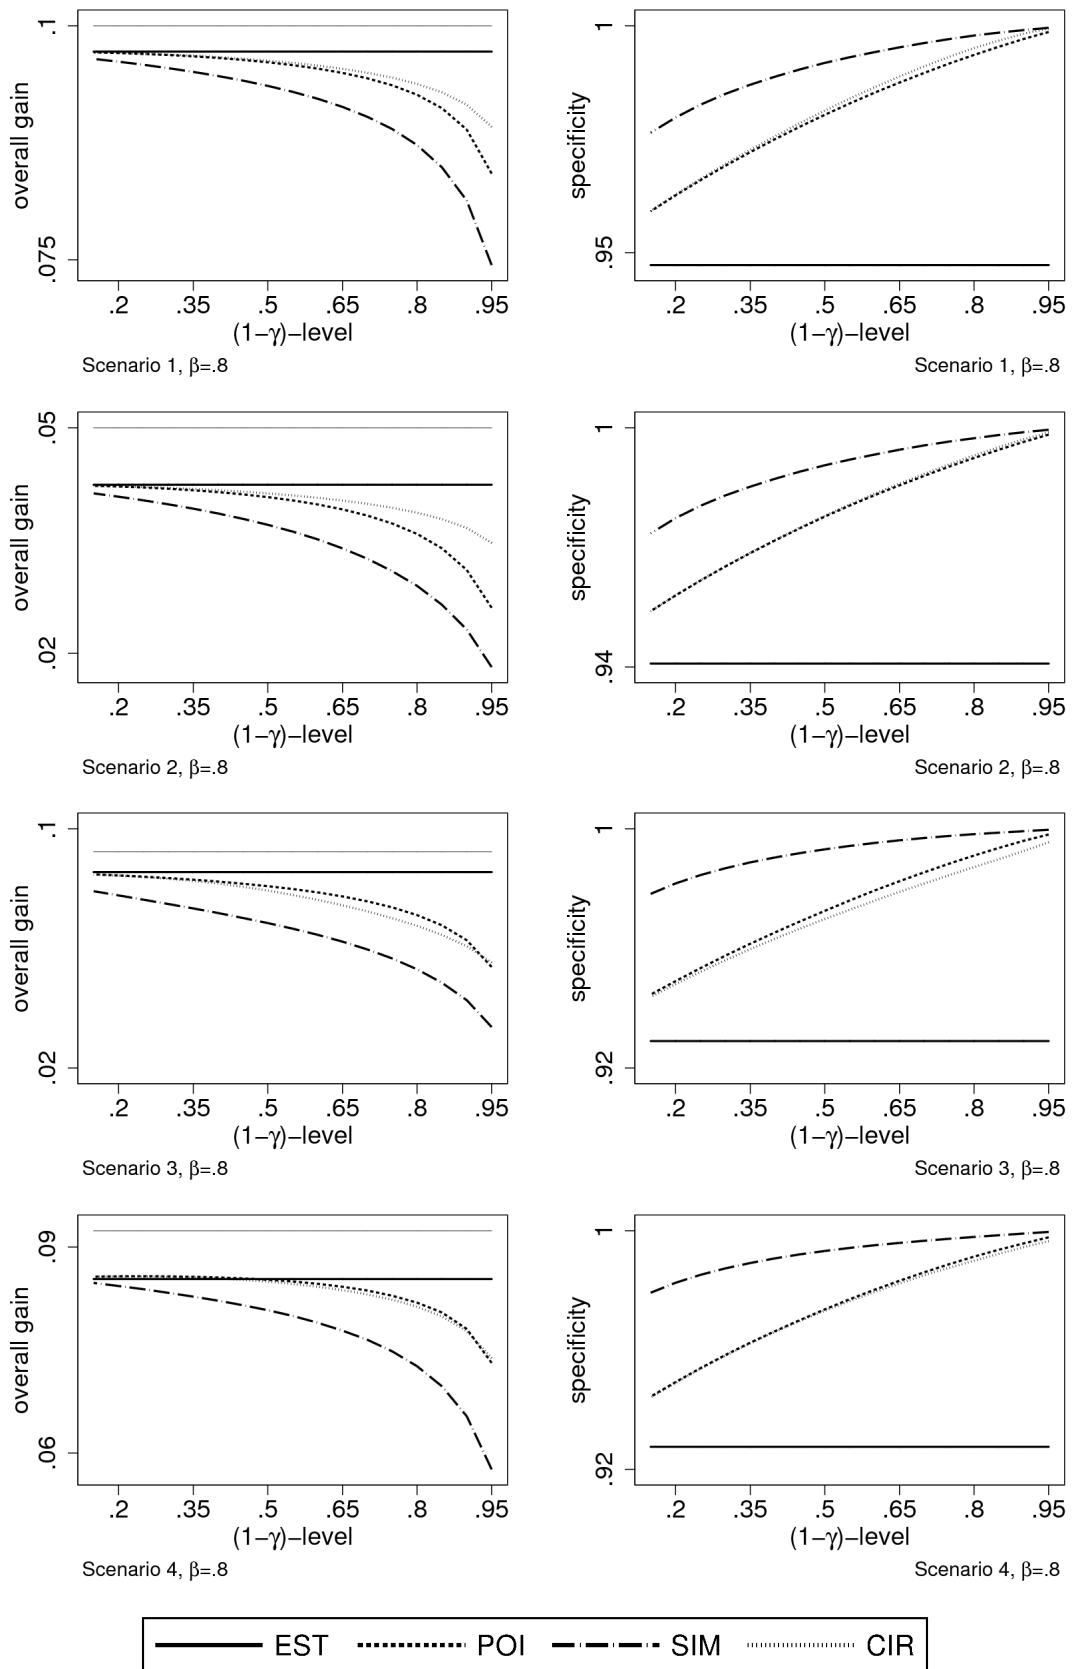 overall gain
.1
.075
.2 .35 .5 .65 .8 .95
(1−γ)−level
Scenario 1, β=.8
specificity
1
.95
.2 .35 .5 .65 .8 .95
(1−γ)−level
Scenario 1, β=.8
overall gain
.05
.02
.2 .35 .5 .65 .8 .95
(1−γ)−level
Scenario 2, β=.8
specificity
1
.94
.2 .35 .5 .65 .8 .95
(1−γ)−level
Scenario 2, β=.8
overall gain
.1
.02
.2 .35 .5 .65 .8 .95
(1−γ)−level
Scenario 3, β=.8
specificity
1
.92
.2 .35 .5 .65 .8 .95
(1−γ)−level
Scenario 3, β=.8
overall gain
.09
.06
.2 .35 .5 .65 .8 .95
(1−γ)−level
Scenario 4, β=.8
specificity
1
.92
.2 .35 .5 .65 .8 .95
(1−γ)−level
Scenario 4, β=.8
EST POI SIM CIR